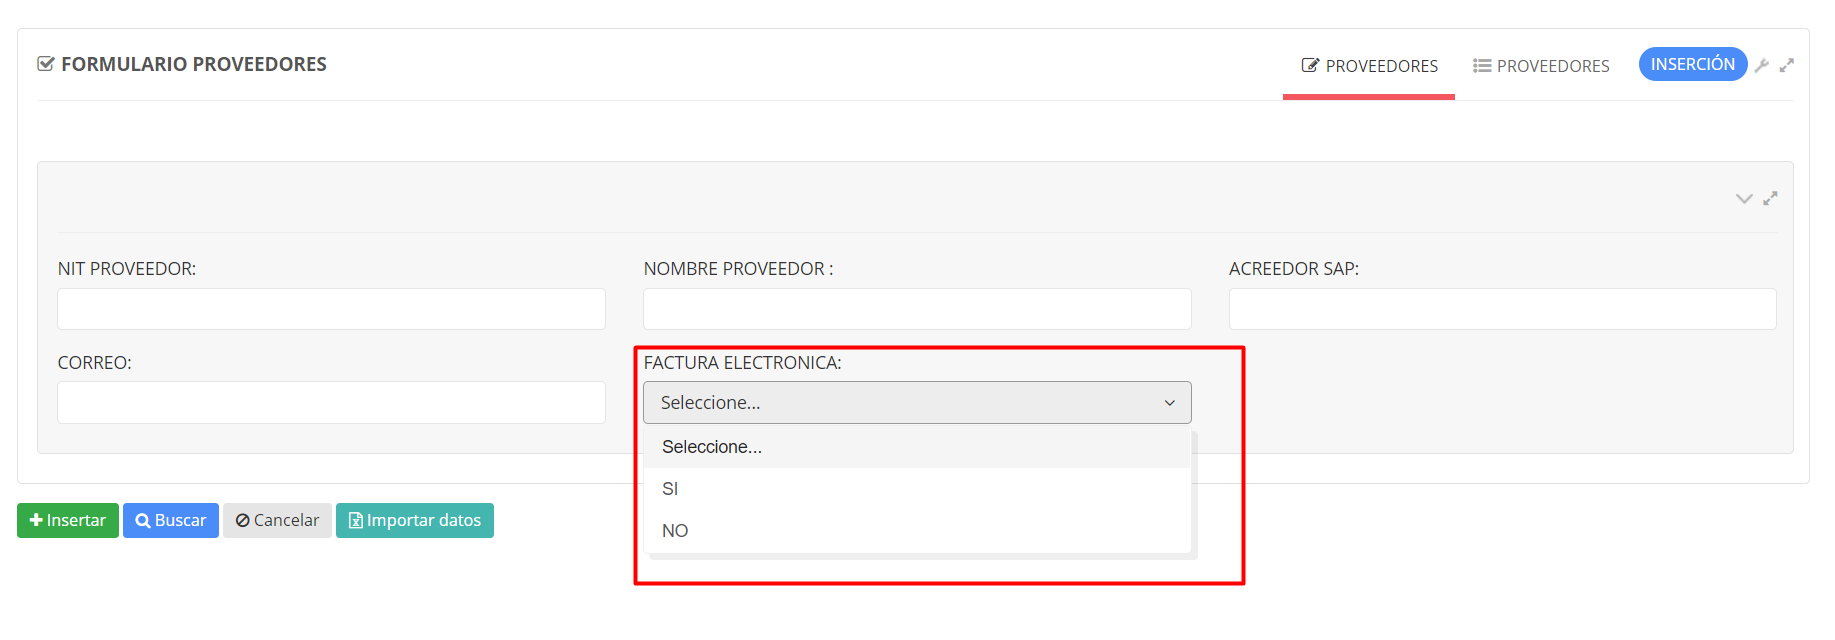 FORMULARIO PROVEEDORES
PROVEEDORES
PROVEEDORES
INSERCIÓN
NIT PROVEEDOR:
NOMBRE PROVEEDOR :
ACREEDOR SAP:
CORREO:
FACTURA ELECTRONICA:
Seleccione...
Seleccione...
SI
NO
Insertar
Buscar
Cancelar
Importar datos